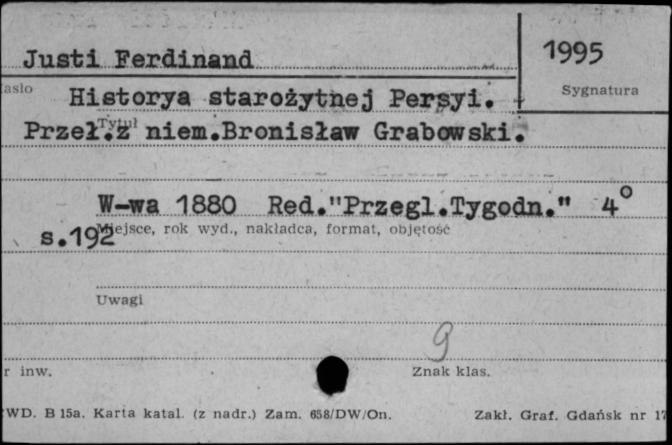 Justi Ferdinand
1995
asło
Sygnatura
Historya starożytnej Persyi.
Tytuł
Przeł.z niem.Bronisław Grabowski.
W-wa 1880 Red."Przegl.Tygodn." 4°
Miejsce, rok wyd., nakładca, format, objętość
s.192
Uwagi
9
r inw.
Znak klas.
WD. B 15a. Karta katal. (z nadr.) Zam. 658/DW/On.
Zakł. Graf. Gdańsk nr 17